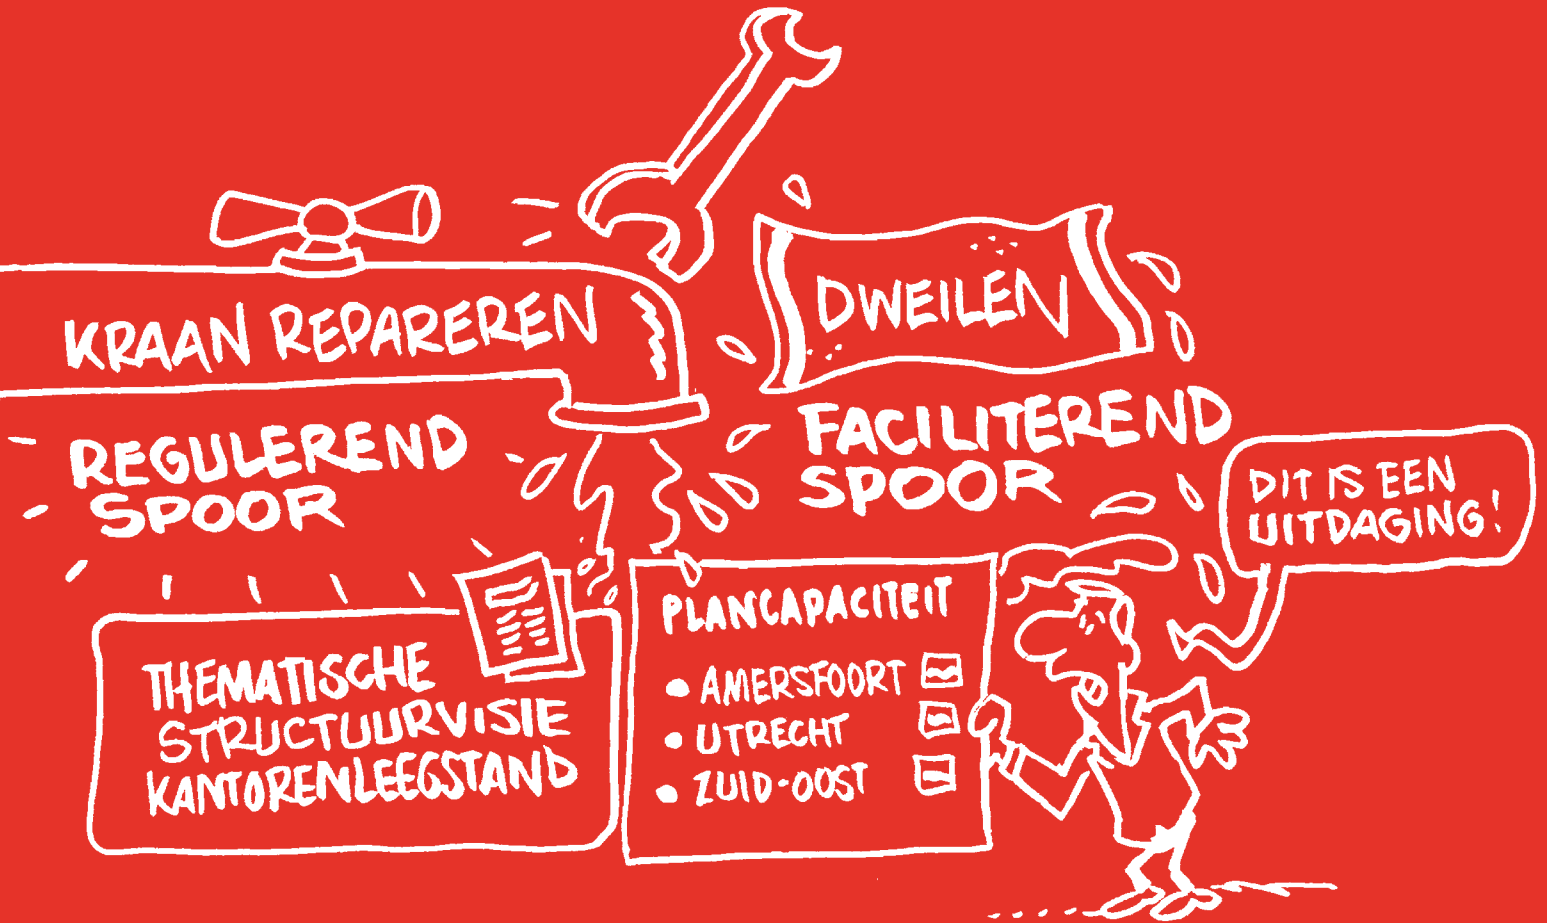 KRAAN REPAREREN
DWEILEN
REGULEREND
SPOOR
FACILITEREND
SPOOR
DIT IS EEN
UITDAGING!
THEMATISCHE
STRUCTUURVISIE
KANTORENLEEGSTAND
PLANCAPACITEIT
• AMERSFOORT
• UTRECHT
• ZUID-OOST